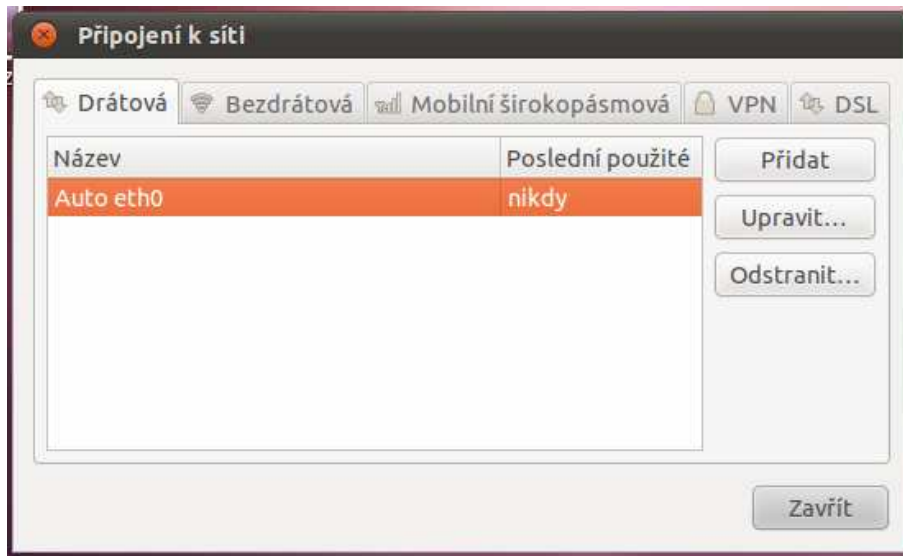 Připojení k síti
Drátová Bezdrátová Mobilní širokopásmová VPN DSL
Název Poslední použité Přidat
Auto eth0 nikdy
Upravit...
Odstranit...
Zavřít